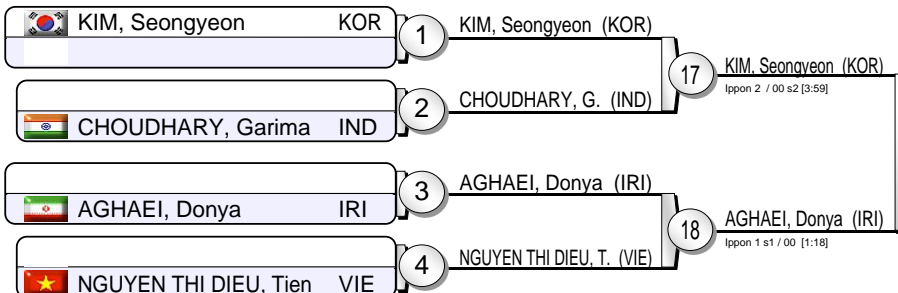 KIM, Seongyeon KOR
1
KIM, Seongyeon (KOR)
17
KIM, Seongyeon (KOR)
Ippon 2 / 00 s2 [3:59]
2
CHOUDHARY, G. (IND)
CHOUDHARY, Garima IND
3
AGHAEI, Donya (IRI)
AGHAEI, Donya IRI
18
AGHAEI, Donya (IRI)
Ippon 1 s1 / 00 [1:18]
4
NGUYEN THI DIEU, T. (VIE)
NGUYEN THI DIEU, Tien VIE